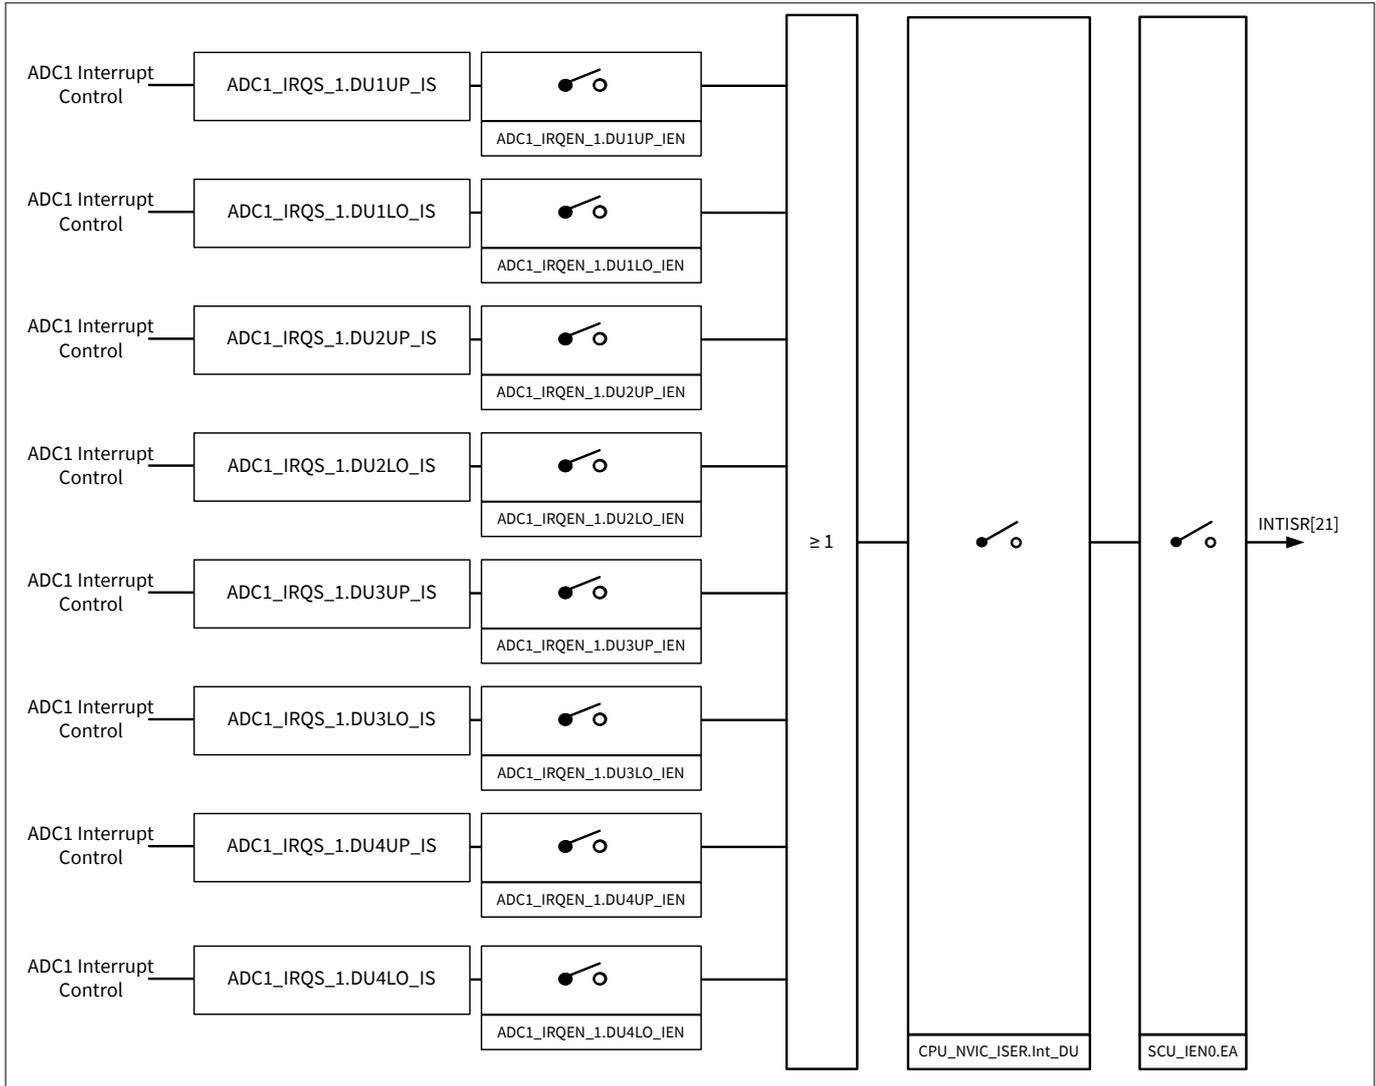 ADC1 Interrupt
Control
ADC1_IRQS_1.DU1UP_IS
ADC1_IRQEN_1.DU1UP_IEN
ADC1 Interrupt
Control
ADC1_IRQS_1.DU1LO_IS
ADC1_IRQEN_1.DU1LO_IEN
ADC1 Interrupt
Control
ADC1_IRQS_1.DU2UP_IS
ADC1_IRQEN_1.DU2UP_IEN
ADC1 Interrupt
Control
ADC1_IRQS_1.DU2LO_IS
ADC1_IRQEN_1.DU2LO_IEN
≥ 1
INTISR[21]
ADC1 Interrupt
Control
ADC1_IRQS_1.DU3UP_IS
ADC1_IRQEN_1.DU3UP_IEN
ADC1 Interrupt
Control
ADC1_IRQS_1.DU3LO_IS
ADC1_IRQEN_1.DU3LO_IEN
ADC1 Interrupt
Control
ADC1_IRQS_1.DU4UP_IS
ADC1_IRQEN_1.DU4UP_IEN
ADC1 Interrupt
Control
ADC1_IRQS_1.DU4LO_IS
ADC1_IRQEN_1.DU4LO_IEN
CPU_NVIC_ISER.Int_DU
SCU_IEN0.EA